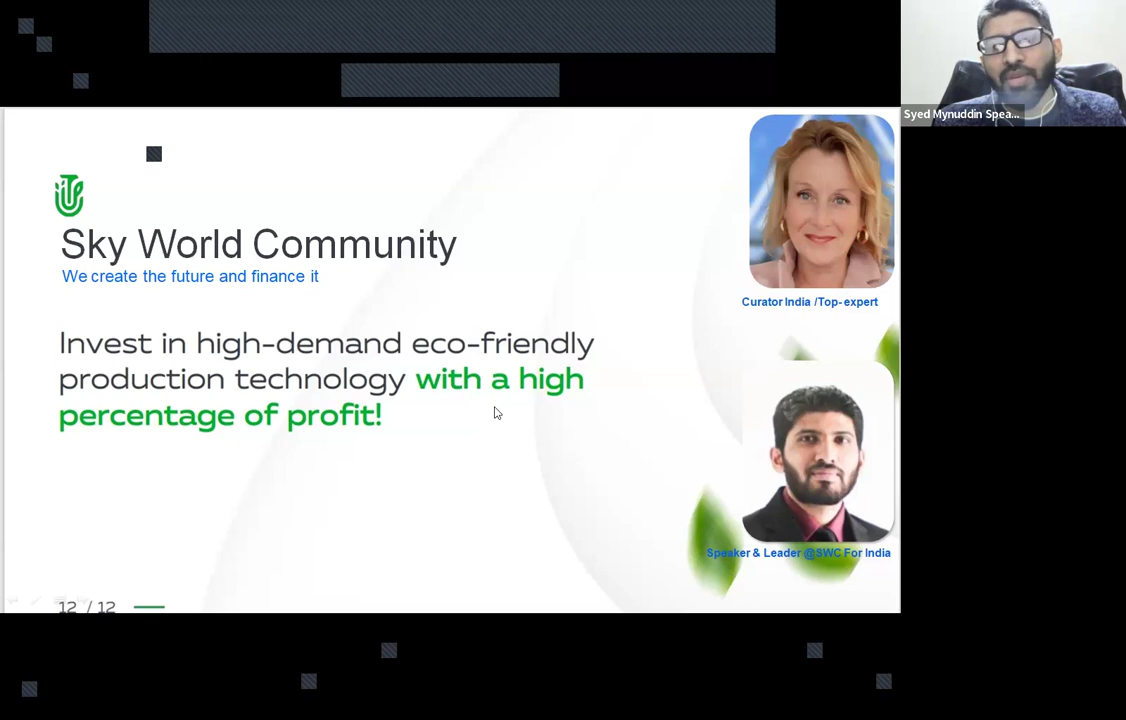 Syed Mynuddin Spea...
Sky World Community
We create the future and finance it
Invest in high-demand eco-friendly
production technology with a high
percentage of profit!
Curator India /Top- expert
Speaker & Leader @SWC For India
12 / 12